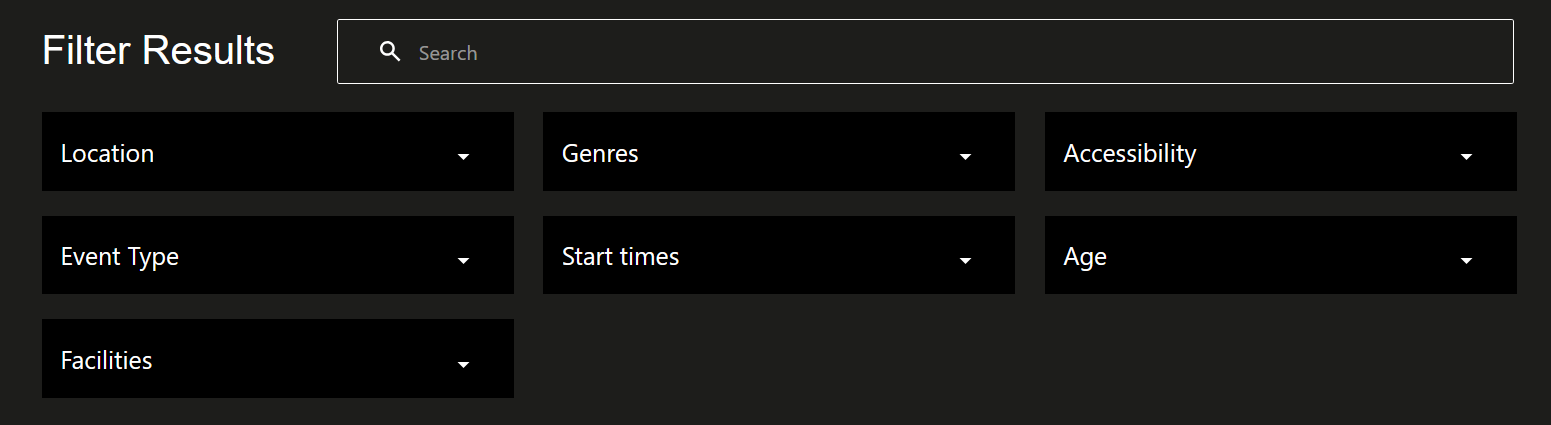 Filter Results
Search
Location
Genres
Accessibility
Event Type
Start times
Age
Facilities